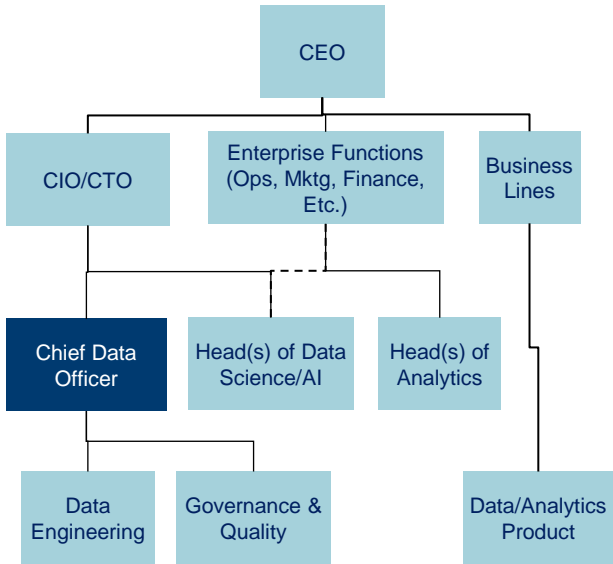 CEO
CIO/CTO
Enterprise Functions
(Ops, Mktg, Finance,
Etc.)
Business
Lines
Chief Data
Officer
Head(s) of Data
Science/AI
Head(s) of
Analytics
Data
Engineering
Governance &
Quality
Data/Analytics
Product